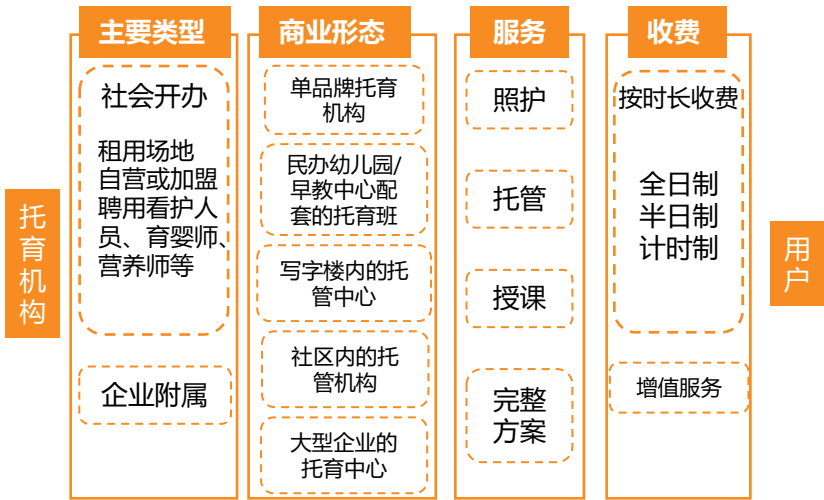 托育机构
主要类型
社会开办
租用场地
自营或加盟
聘用看护人
员、育婴师、
营养师等
企业附属
商业形态
单品牌托育
机构
民办幼儿园/
早教中心配
套的托育班
写字楼内的托
管中心
社区内的托
管机构
大型企业的
托育中心
服务
照护
托管
授课
完整
方案
收费
按时长收费
全日制
半日制
计时制
增值服务
用户